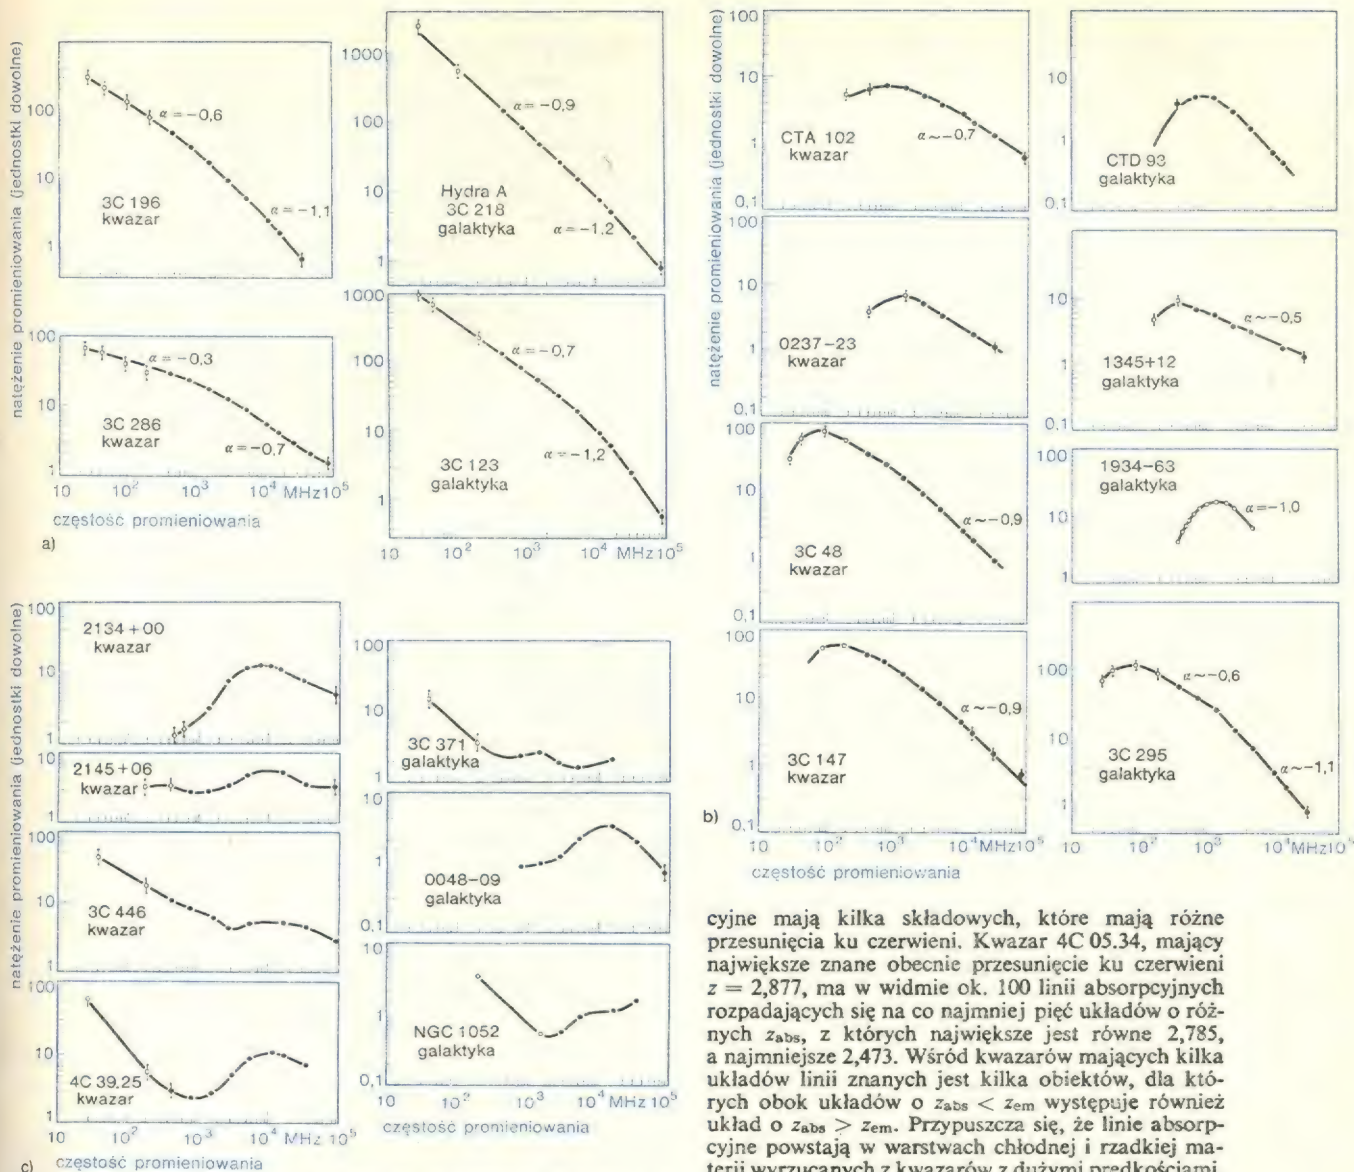 natężenie promieniowania (jednostki dowolne)
100
10
1
α = −0,6
α = −1,1
3C 196
kwazar
1000
100
10
1
α = −0,9
Hydra A
3C 218
galaktyka
α = −1,2
100
10
1
α = −0,3
3C 286
kwazar
α = −0,7
10
10²
10³
10⁴ MHz 10⁵
częstość promieniowania
1000
100
10
1
α = −0,7
3C 123
galaktyka
α = −1,2
10
10²
10³
10⁴ MHz 10⁵
a)
natężenie promieniowania (jednostki dowolne)
100
10
1
0,1
CTA 102
kwazar
α ~ −0,7
100
10
1
0,1
CTD 93
galaktyka
100
10
1
0,1
0237−23
kwazar
10
1
0,1
α ~ −0,5
1345+12
galaktyka
100
10
1
0,1
α ~ −0,9
3C 48
kwazar
100
10
1
1934−63
galaktyka
α = −1,0
100
10
1
0,1
α ~ −0,9
3C 147
kwazar
100
10
1
α ~ −0,6
3C 295
galaktyka
α ~ −1,1
b)
10
10²
10³
10⁴ MHz 10⁵
10
10²
10³
10⁴ MHz 10⁵
częstość promieniowania
natężenie promieniowania (jednostki dowolne)
100
10
1
2134+00
kwazar
10
1
2145+06
kwazar
100
10
1
3C 446
kwazar
100
10
1
4C 39.25
kwazar
10
10²
10³
10⁴ MHz 10⁵
c)
częstość promieniowania
10
1
3C 371
galaktyka
10
1
0,1
0048−09
galaktyka
10
1
0,1
NGC 1052
galaktyka
10
10²
10³
10⁴ MHz 10⁵
częstość promieniowania
cyjne mają kilka składowych, które mają różne
przesunięcia ku czerwieni. Kwazar 4C 05.34, mający
największe znane obecnie przesunięcie ku czerwieni
z = 2,877, ma w widmie ok. 100 linii absorpcyjnych
rozpadających się na co najmniej pięć układów o róż-
nych zabs, z których największe jest równe 2,785,
a najmniejsze 2,473. Wśród kwazarów mających kilka
układów linii znanych jest kilka obiektów, dla któ-
rych obok układów o zabs < zem występuje również
układ o zabs > zem. Przypuszcza się, że linie absorp-
cyjne powstają w warstwach chłodnej i rzadkiej ma-
terii wyrzucanych z kwazarów z dużymi prędkościami